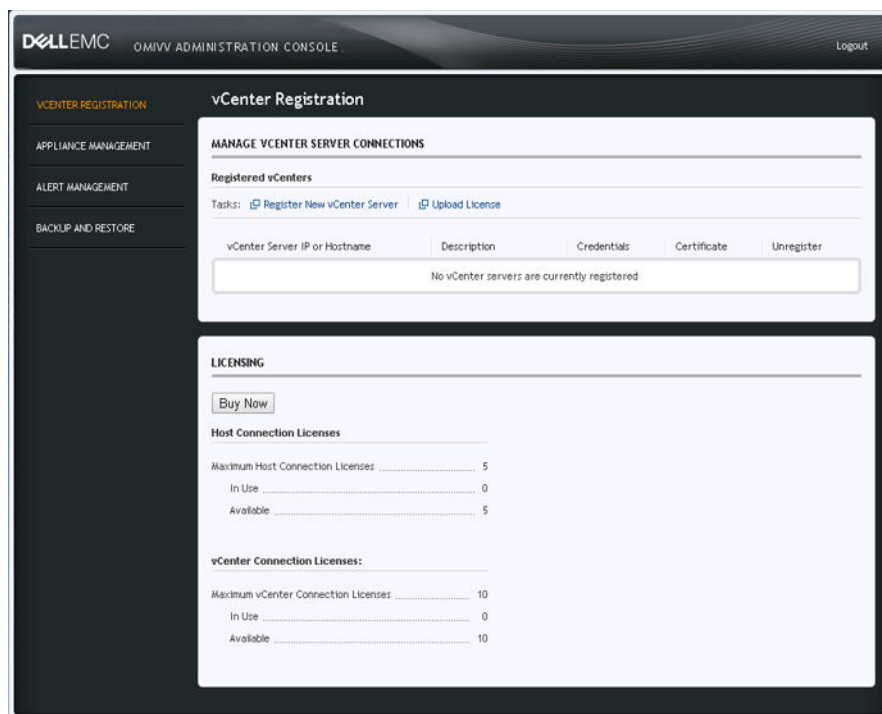 DELLEMC OMIVV ADMINISTRATION CONSOLE Logout
VCENTER REGISTRATION
APPLIANCE MANAGEMENT
ALERT MANAGEMENT
BACKUP AND RESTORE
vCenter Registration
MANAGE VCENTER SERVER CONNECTIONS
Registered vCenters
Tasks: Register New vCenter Server Upload License
vCenter Server IP or Hostname Description Credentials Certificate Unregister
No vCenter servers are currently registered
LICENSING
Buy Now
Host Connection Licenses
Maximum Host Connection Licenses 5
In Use 0
Available 5
vCenter Connection Licenses:
Maximum vCenter Connection Licenses 10
In Use 0
Available 10